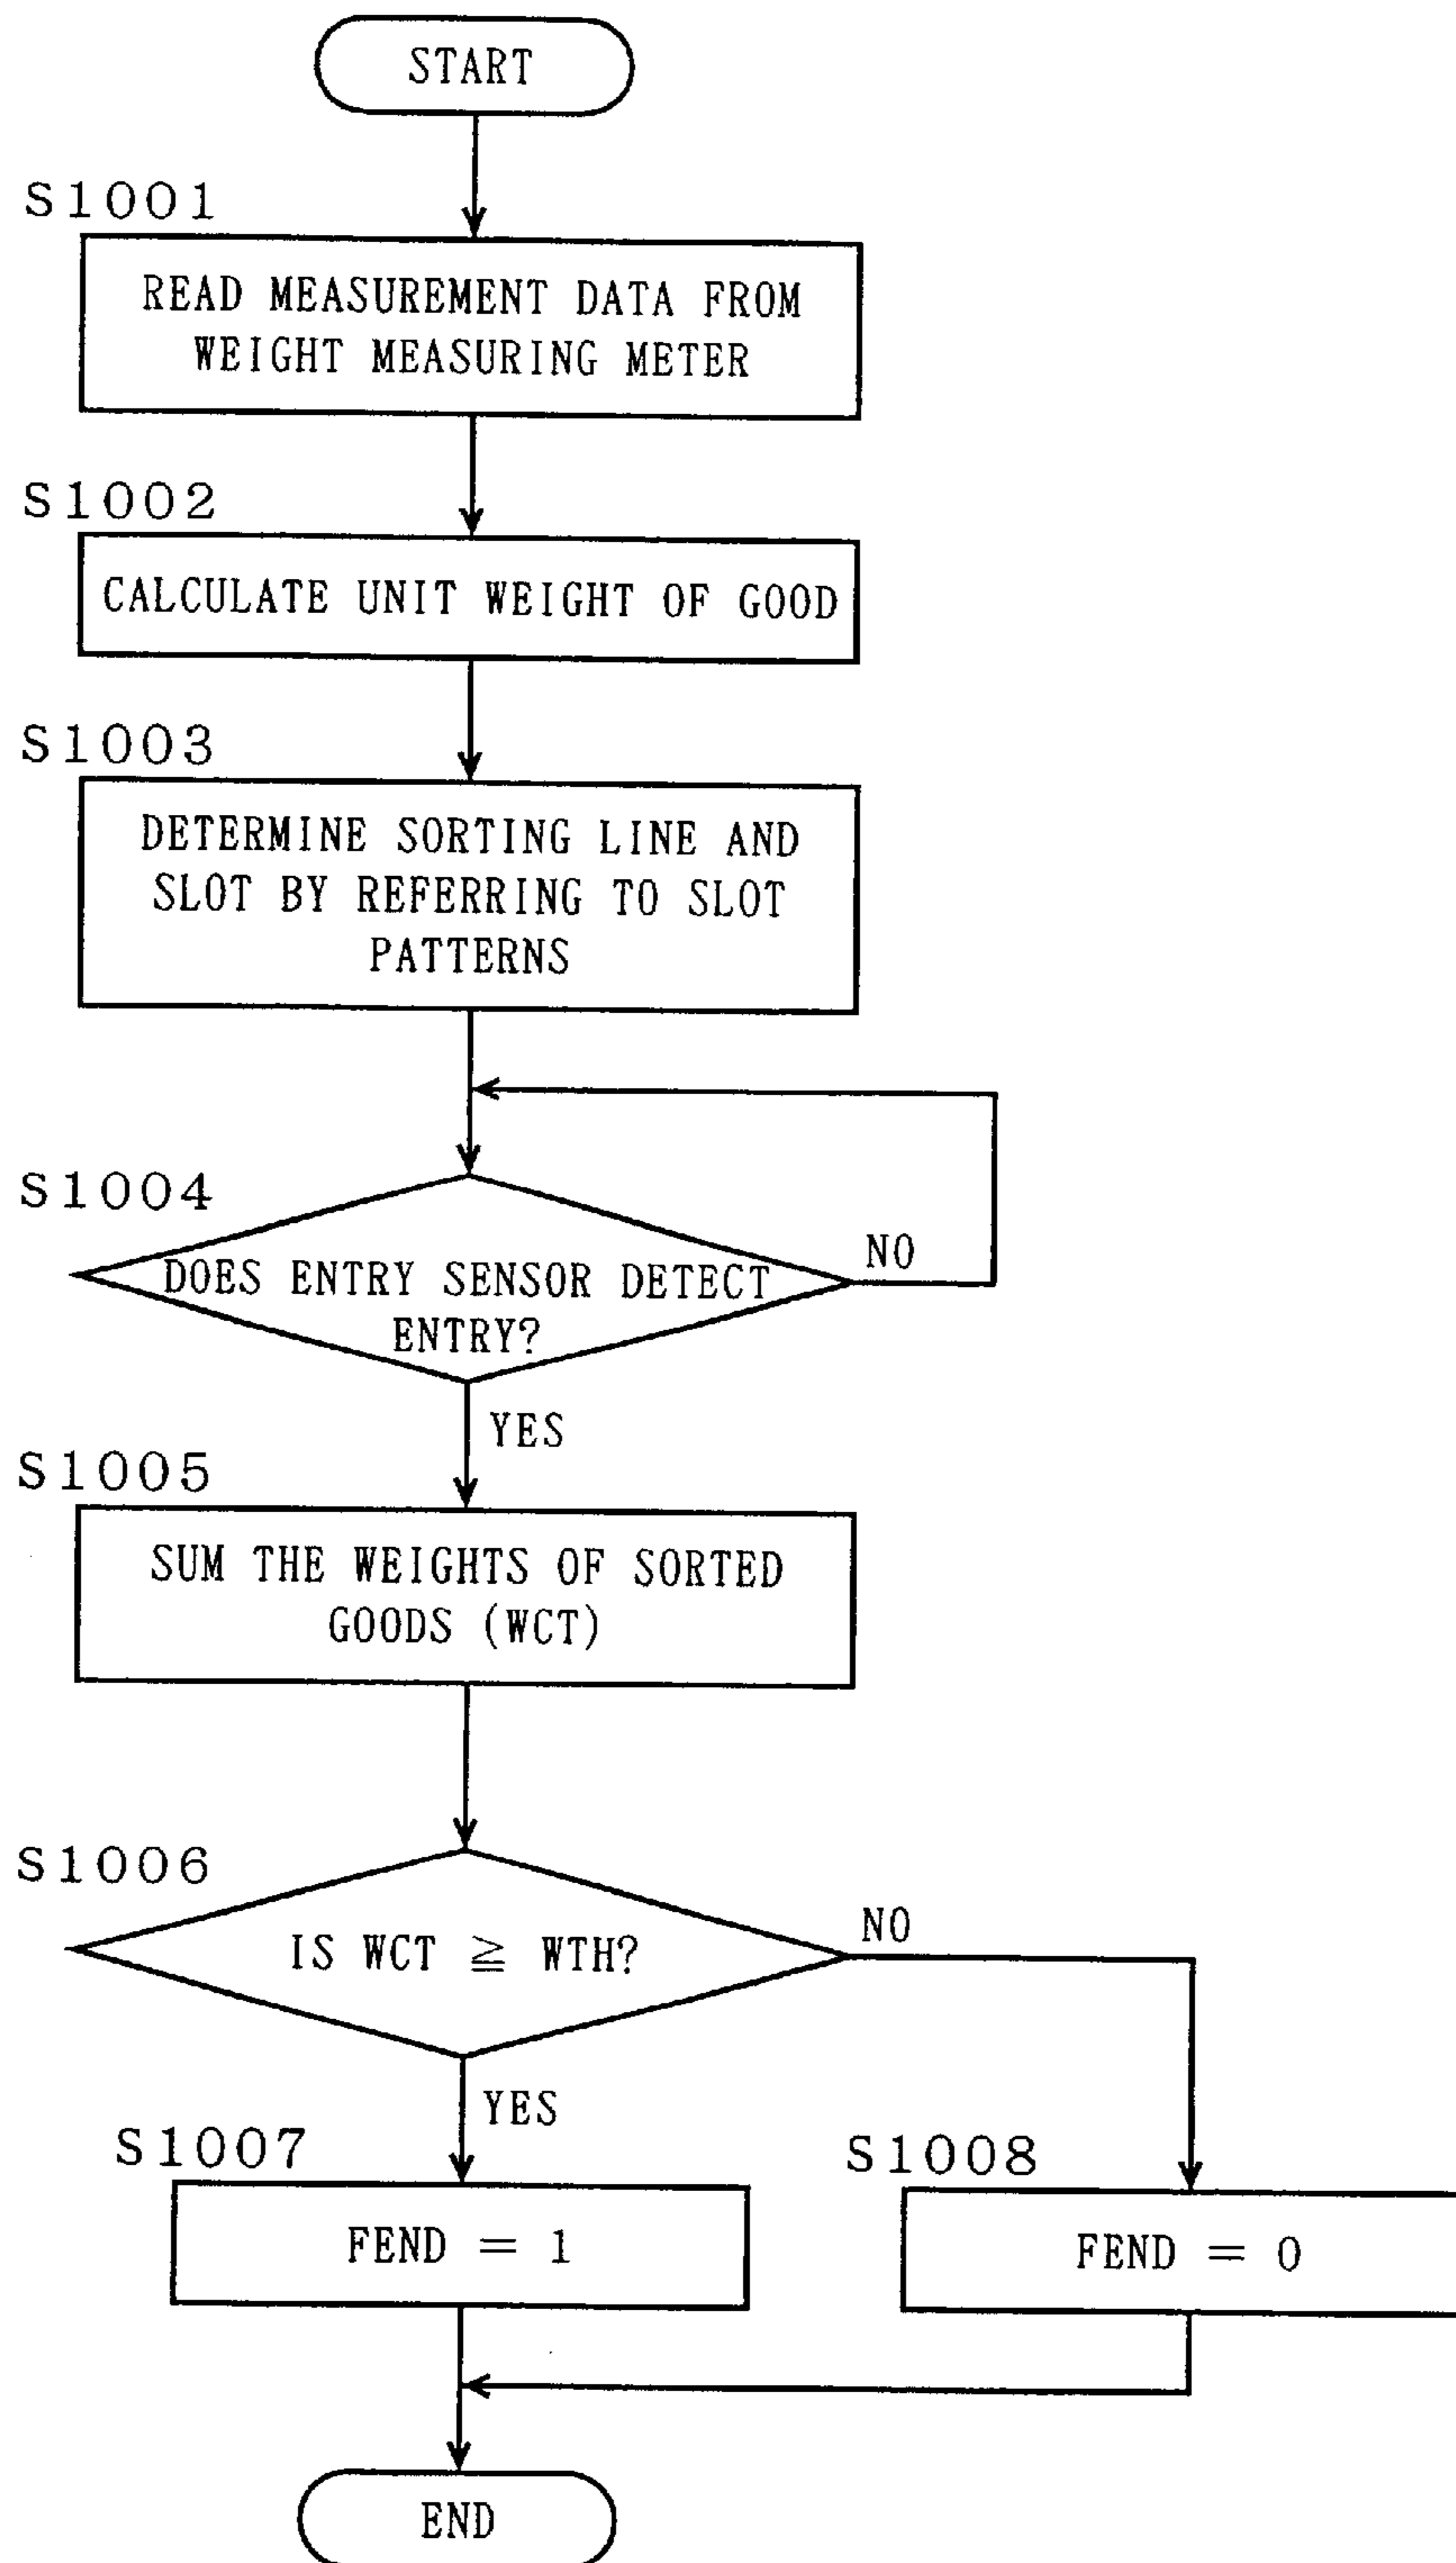 START
S1001
READ MEASUREMENT DATA FROM
WEIGHT MEASURING METER
S1002
CALCULATE UNIT WEIGHT OF GOOD
S1003
DETERMINE SORTING LINE AND
SLOT BY REFERRING TO SLOT
PATTERNS
S1004
DOES ENTRY SENSOR DETECT
ENTRY?
NO
YES
S1005
SUM THE WEIGHTS OF SORTED
GOODS (WCT)
S1006
IS WCT ≧ WTH?
NO
YES
S1007
FEND = 1
S1008
FEND = 0
END